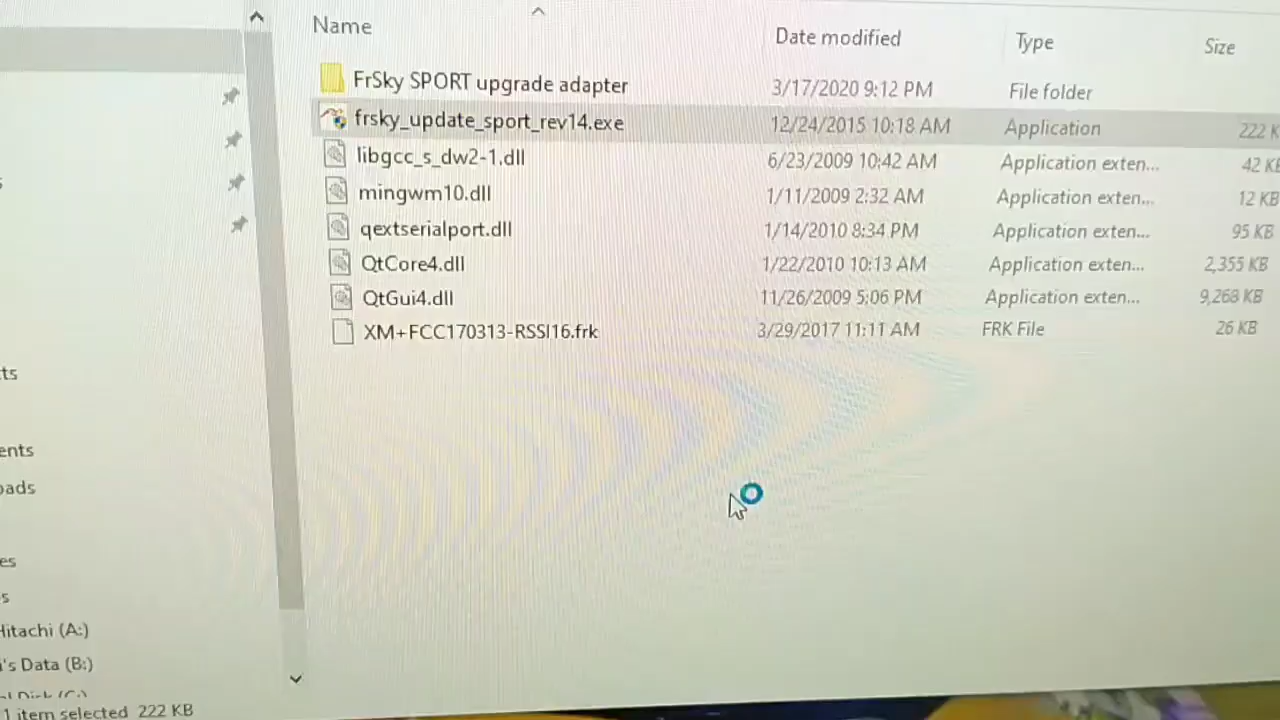 Name Date modified Type Size
FrSky SPORT upgrade adapter 3/17/2020 9:12 PM File folder
frsky_update_sport_rev14.exe 12/24/2015 10:18 AM Application 222 K
libgcc_s_dw2-1.dll 6/23/2009 10:42 AM Application exten... 42 KB
mingwm10.dll 1/11/2009 2:32 AM Application exten... 12 KB
qextserialport.dll 1/14/2010 8:34 PM Application exten... 95 KB
QtCore4.dll 1/22/2010 10:13 AM Application exten... 2,355 KB
QtGui4.dll 11/26/2009 5:06 PM Application exten... 9,268 KB
XM+FCC170313-RSSI16.frk 3/29/2017 11:11 AM FRK File 26 KB
ts
ents
oads
es
s
Hitachi (A:)
's Data (B:)
1 item selected 222 KB